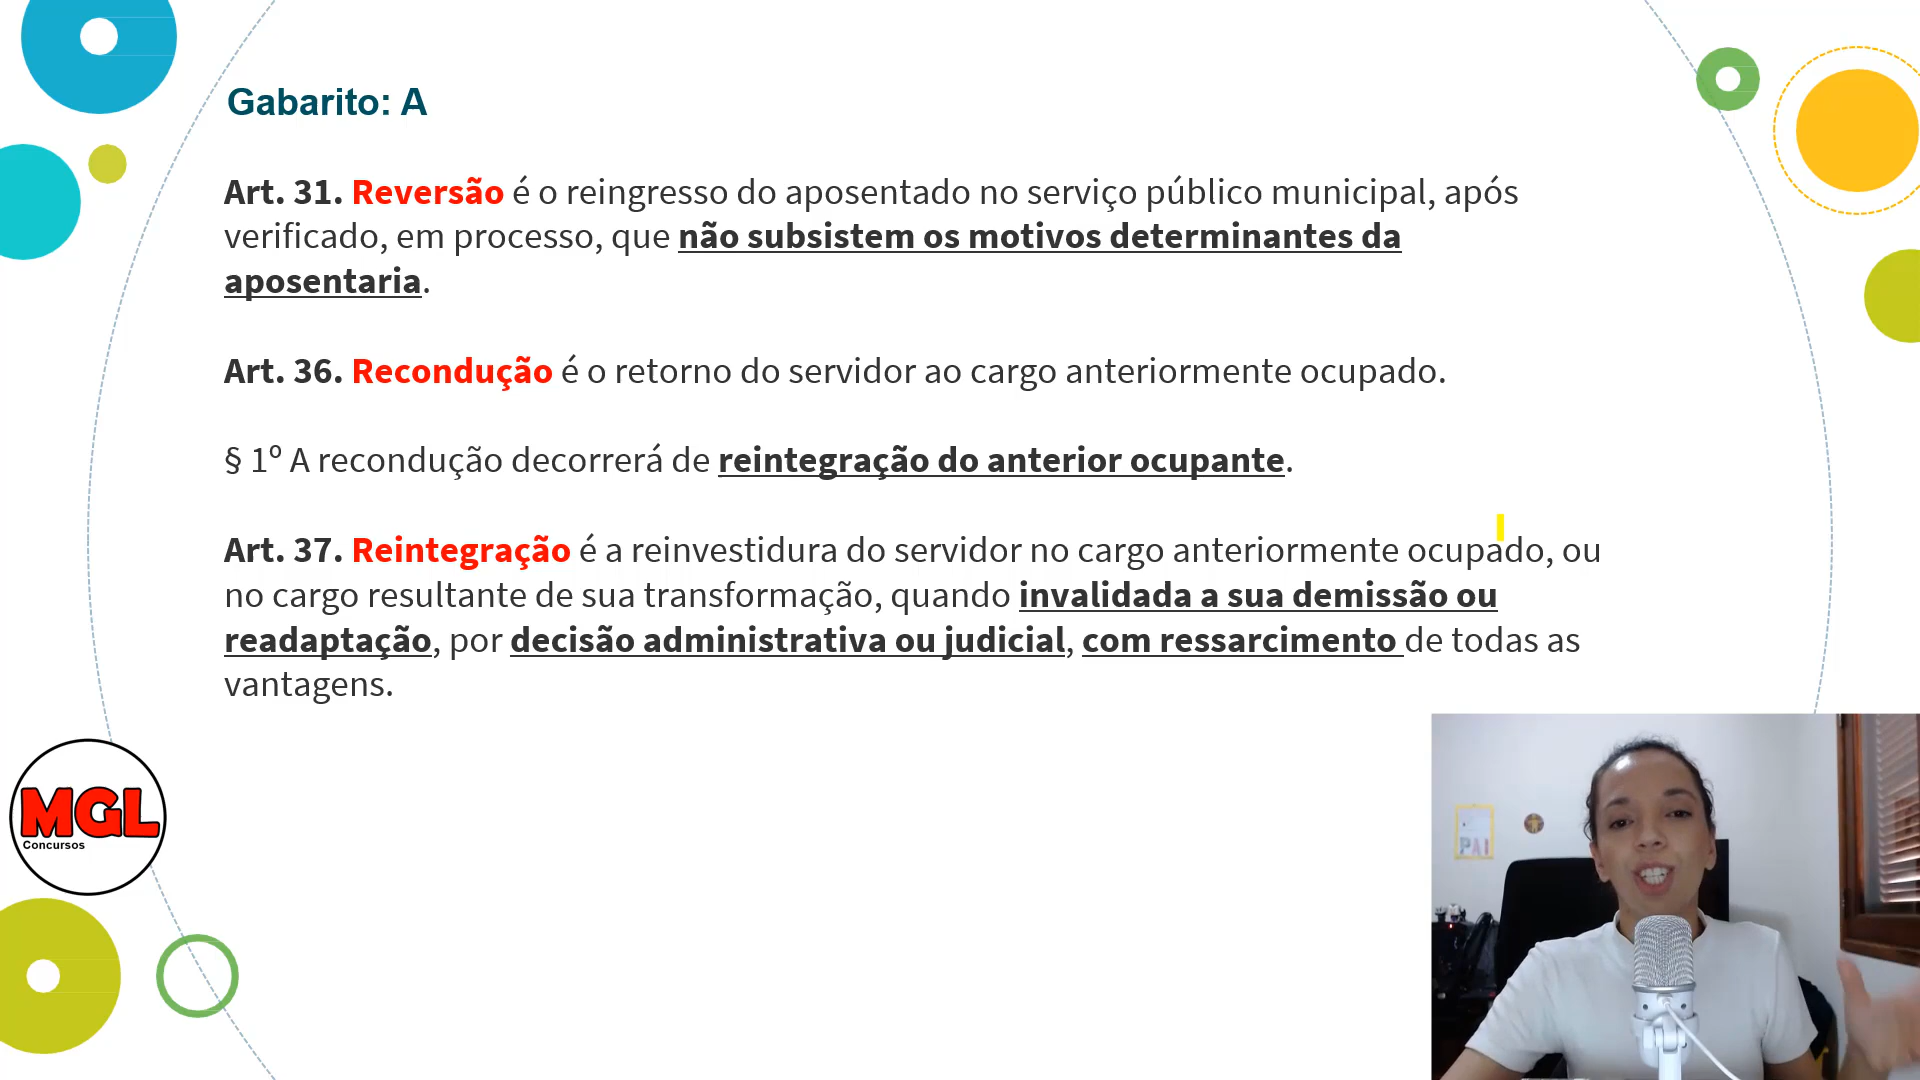 Gabarito: A
Art. 31. Reversão é o reingresso do aposentado no serviço público municipal, após
verificado, em processo, que não subsistem os motivos determinantes da
aposentaria.
Art. 36. Recondução é o retorno do servidor ao cargo anteriormente ocupado.
§ 1º A recondução decorrerá de reintegração do anterior ocupante.
Art. 37. Reintegração é a reinvestidura do servidor no cargo anteriormente ocupado, ou
no cargo resultante de sua transformação, quando invalidada a sua demissão ou
readaptação, por decisão administrativa ou judicial, com ressarcimento de todas as
vantagens.
MGL
Concursos
PAI